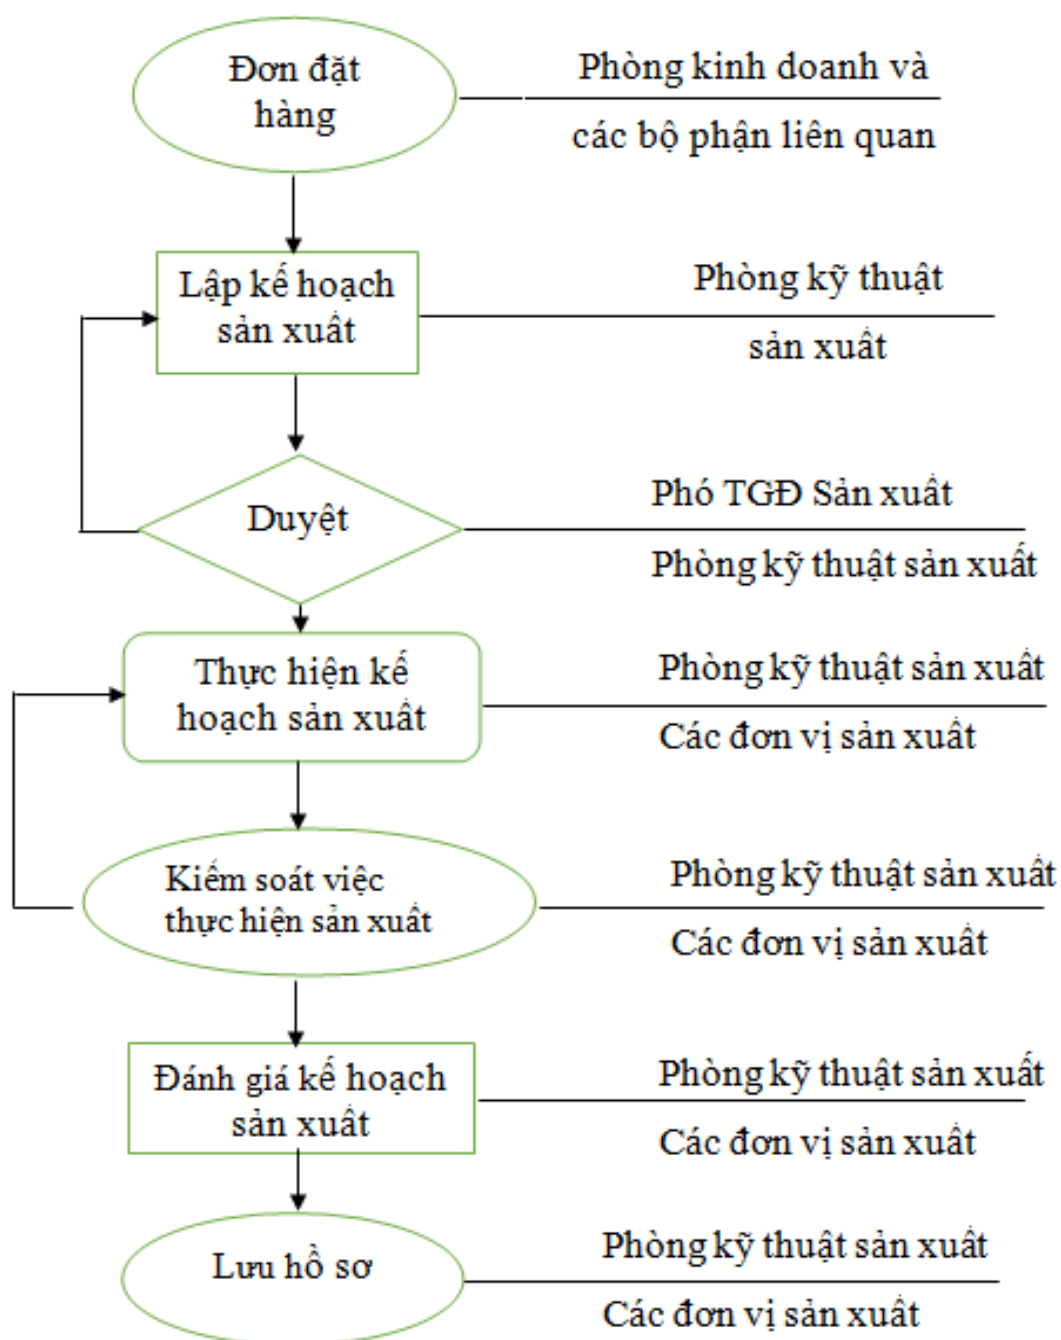 Đơn đặt
hàng
Phòng kinh doanh và
các bộ phận liên quan
Lập kế hoạch
sản xuất
Phòng kỹ thuật
sản xuất
Duyệt
Phó TGĐ Sản xuất
Phòng kỹ thuật sản xuất
Thực hiện kế
hoạch sản xuất
Phòng kỹ thuật sản xuất
Các đơn vị sản xuất
Kiểm soát việc
thực hiện sản xuất
Phòng kỹ thuật sản xuất
Các đơn vị sản xuất
Đánh giá kế hoạch
sản xuất
Phòng kỹ thuật sản xuất
Các đơn vị sản xuất
Lưu hồ sơ
Phòng kỹ thuật sản xuất
Các đơn vị sản xuất